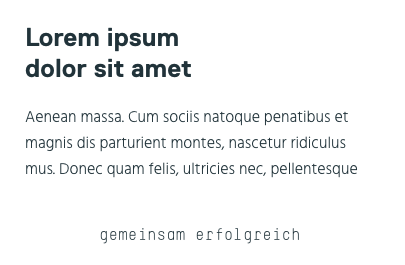 Lorem ipsum
dolor sit amet
Aenean massa. Cum sociis natoque penatibus et
magnis dis parturient montes, nascetur ridiculus
mus. Donec quam felis, ultricies nec, pellentesque
gemeinsam erfolgreich